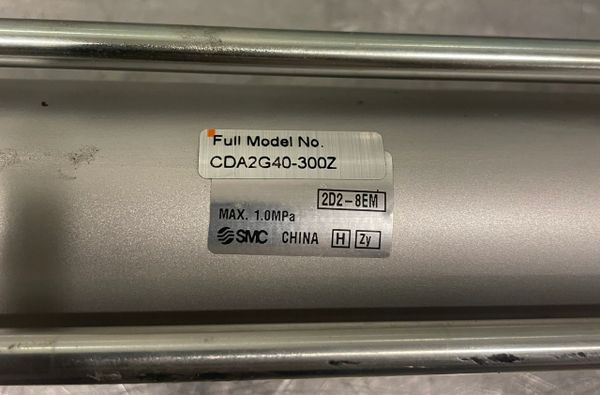 Full Model No.
CDA2G40-300Z
2D2-8EM
MAX. 1.0MPa
SMC CHINA H Zy